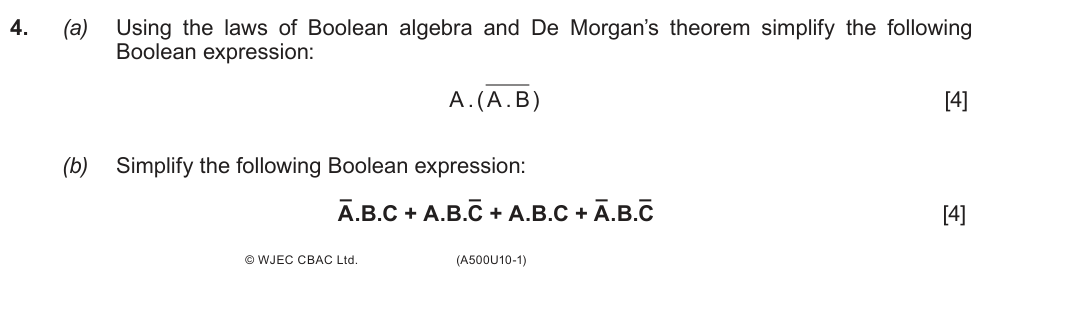 4. (a) Using the laws of Boolean algebra and De Morgan's theorem simplify the following
Boolean expression:
A.(A̅.̅B̅) [4]
(b) Simplify the following Boolean expression:
A̅.B.C + A.B.C̅ + A.B.C + A̅.B.C̅ [4]
© WJEC CBAC Ltd. (A500U10-1)